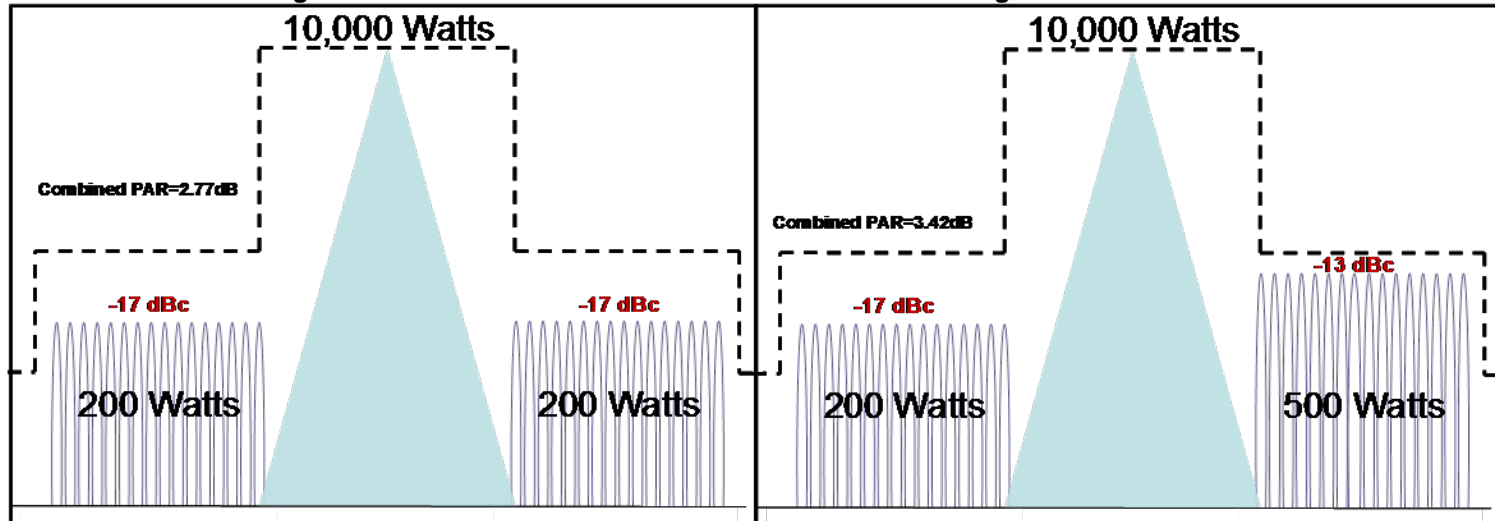 10,000 Watts
Combined PAR=2.77dB
-17 dBc
-17 dBc
200 Watts
200 Watts
10,000 Watts
Combined PAR=3.42dB
-13 dBc
-17 dBc
200 Watts
500 Watts